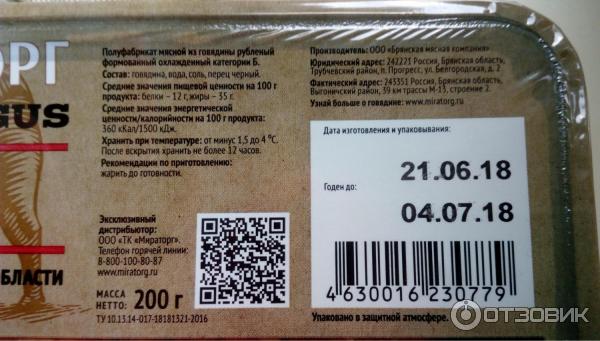 ОРГ
GUS
БЛАСТИ
Полуфабрикат мясной из говядины рубленый
формованный охлажденный категории Б.
Состав: говядина, вода, соль, перец черный.
Средние значения пищевой ценности на 100 г
продукта: белки – 12 г, жиры – 35 г.
Средние значения энергетической
ценности/калорийности на 100 г продукта:
360 кКал/1500 кДж.
Хранить при температуре: от минус 1,5 до 4 °C.
После вскрытия хранить не более 12 часов.
Рекомендации по приготовлению:
жарить до готовности.
Эксклюзивный
дистрибьютор:
ООО «ТК «Мираторг».
Телефон горячей линии:
8-800-100-80-87
www.miratorg.ru
МАССА
НЕТТО: 200 г
ТУ 10.13.14-017-18181321-2016
Производитель: ООО «Брянская мясная компания»
Юридический адрес: 242221 Россия, Брянская область,
Трубчевский район, п. Прогресс, ул. Белгородская, д. 2
Фактический адрес: 243351 Россия, Брянская область,
Выгоничский район, 39 км трассы М-13, строение 2.
Узнай больше о говядине: www.miratorg.ru
Дата изготовления и упаковывания:
21.06.18
Годен до:
04.07.18
4630016230779
Упаковано в защитной атмосфере.
ОТЗОВИК